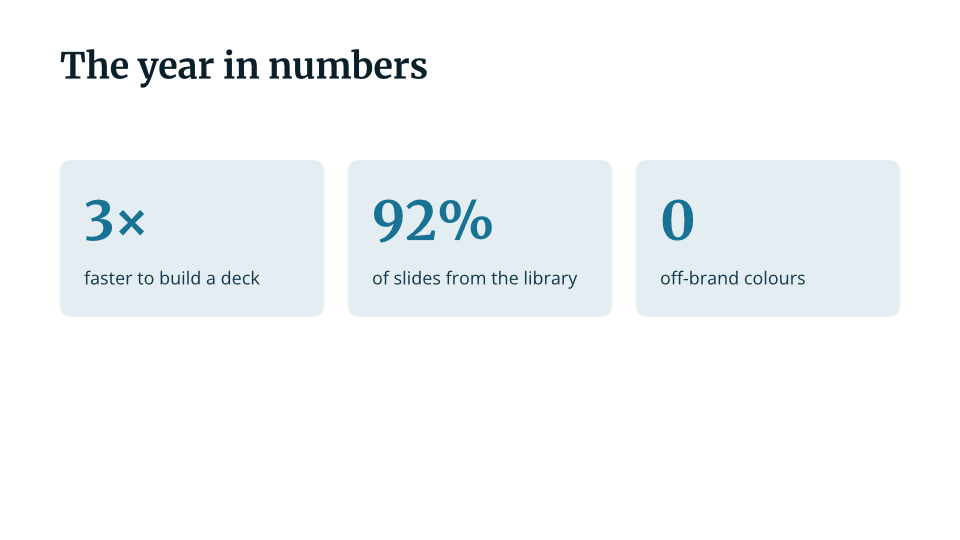 The year in numbers
3×
faster to build a deck
92%
of slides from the library
0
off-brand colours